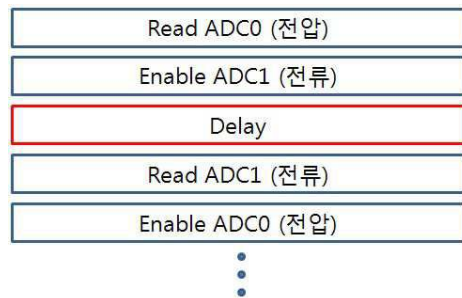 Read ADC0 (전압)
Enable ADC1 (전류)
Delay
Read ADC1 (전류)
Enable ADC0 (전압)